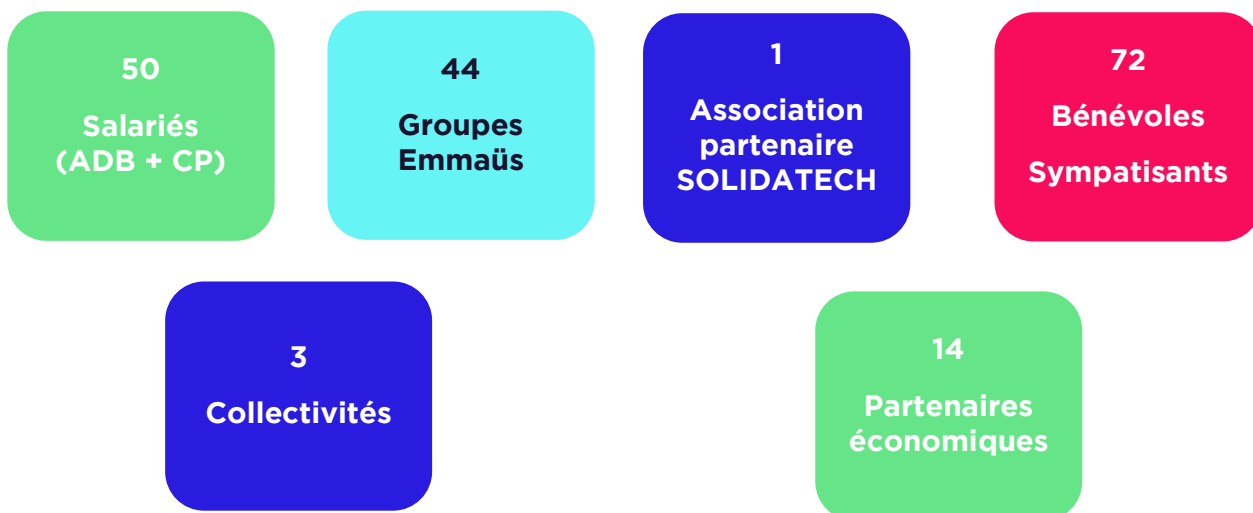 50
Salariés
(ADB + CP)
44
Groupes
Emmaüs
1
Association
partenaire
SOLIDATECH
72
Bénévoles
Sympatisants
3
Collectivités
14
Partenaires
économiques